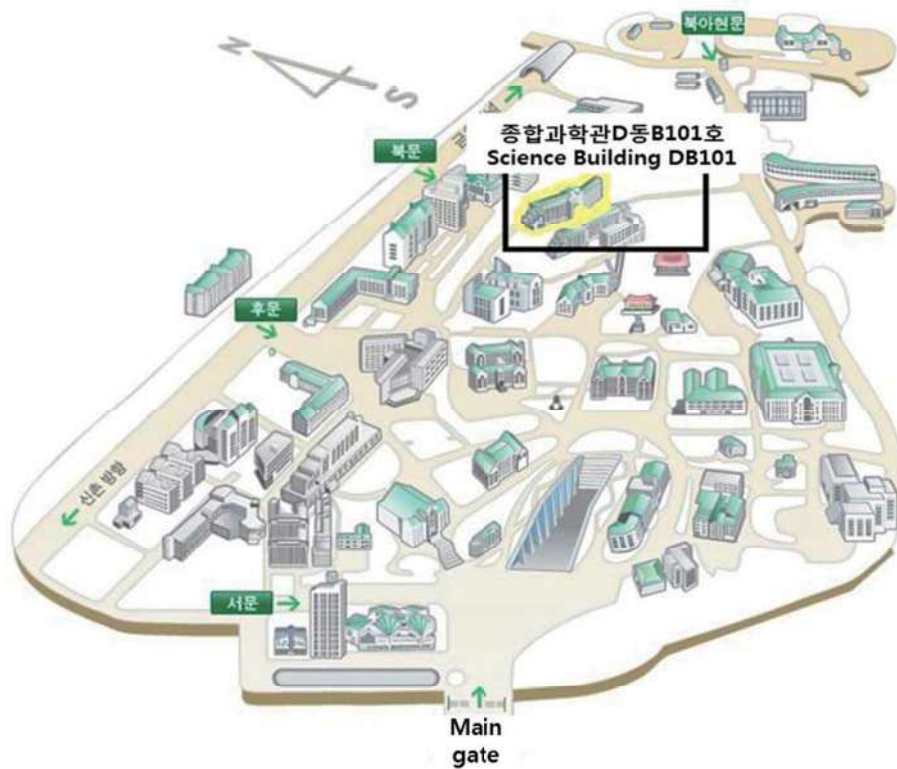 북아현문
N
S
종합과학관D동B101호
Science Building DB101
북문
후문
신촌 방향
서문
Main
gate